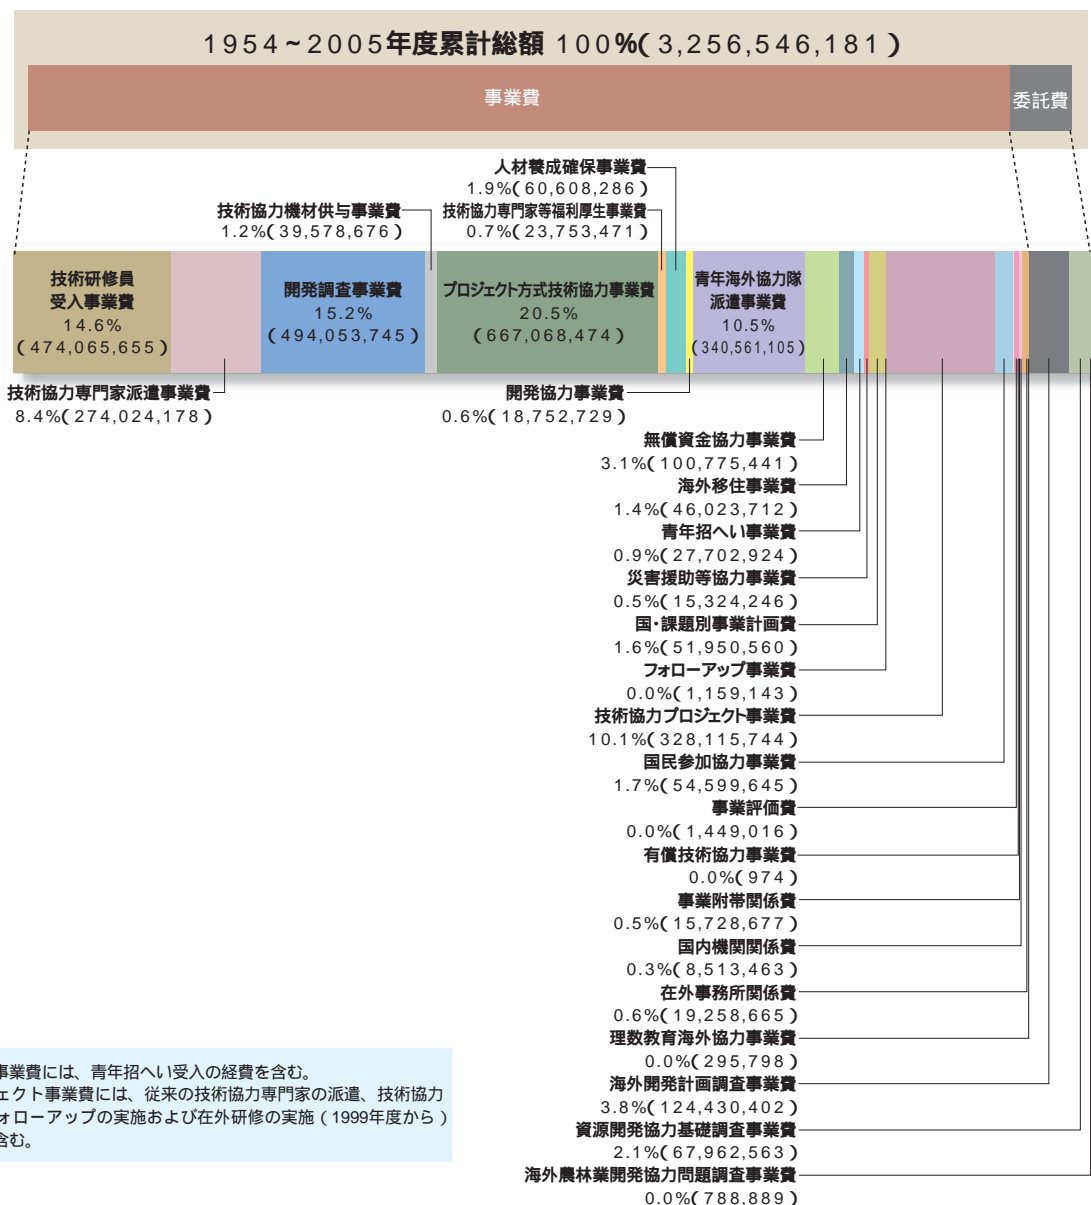 1954~2005年度累計総額 100%(3,256,546,181)
事業費
委託費
人材養成確保事業費
1.9%(60,608,286)
技術協力機材供与事業費
1.2%(39,578,676)
技術協力専門家等福利厚生事業費
0.7%(23,753,471)
技術研修員
受入事業費
14.6%
(474,065,655)
開発調査事業費
15.2%
(494,053,745)
プロジェクト方式技術協力事業費
20.5%
(667,068,474)
青年海外協力隊
派遣事業費
10.5%
(340,561,105)
技術協力専門家派遣事業費
8.4%(274,024,178)
開発協力事業費
0.6%(18,752,729)
無償資金協力事業費
3.1%(100,775,441)
海外移住事業費
1.4%(46,023,712)
青年招へい事業費
0.9%(27,702,924)
災害援助等協力事業費
0.5%(15,324,246)
国・課題別事業計画費
1.6%(51,950,560)
フォローアップ事業費
0.0%(1,159,143)
技術協力プロジェクト事業費
10.1%(328,115,744)
国民参加協力事業費
1.7%(54,599,645)
事業評価費
0.0%(1,449,016)
有償技術協力事業費
0.0%(974)
事業附帯関係費
0.5%(15,728,677)
国内機関関係費
0.3%(8,513,463)
在外事務所関係費
0.6%(19,258,665)
理数教育海外協力事業費
0.0%(295,798)
海外開発計画調査事業費
3.8%(124,430,402)
資源開発協力基礎調査事業費
2.1%(67,962,563)
海外農林業開発協力問題調査事業費
0.0%(788,889)
事業費には、青年招へい受入の経費を含む。
ェクト事業費には、従来の技術協力専門家の派遣、技術協力
ォローアップの実施および在外研修の実施(1999年度から)
含む。